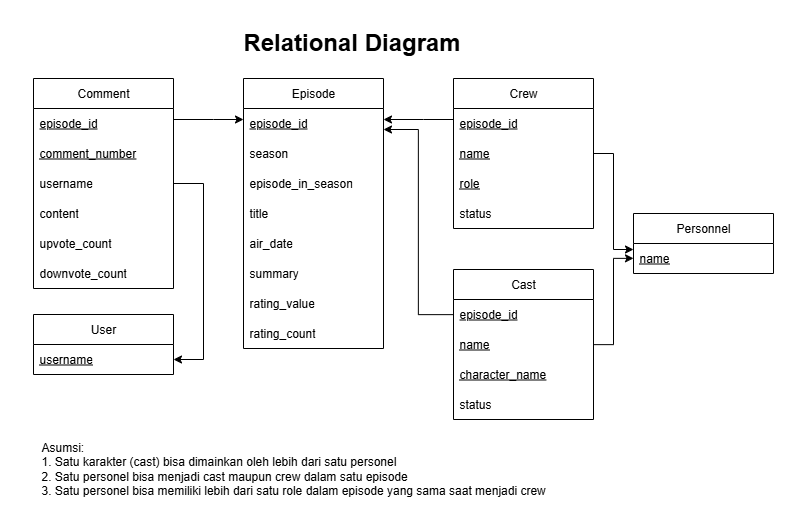 Relational Diagram
Comment
episode_id
comment_number
username
content
upvote_count
downvote_count
User
username
Episode
episode_id
season
episode_in_season
title
air_date
summary
rating_value
rating_count
Crew
episode_id
name
role
status
Cast
episode_id
name
character_name
status
Personnel
name
Asumsi:
1. Satu karakter (cast) bisa dimainkan oleh lebih dari satu personel
2. Satu personel bisa menjadi cast maupun crew dalam satu episode
3. Satu personel bisa memiliki lebih dari satu role dalam episode yang sama saat menjadi crew